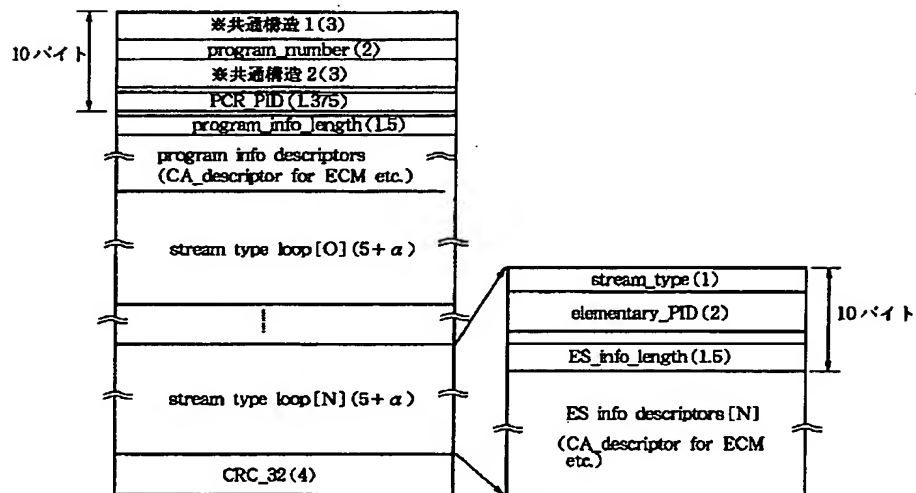 ※共通構造1(3)
10バイト
program_number(2)
※共通構造2(3)
PCR_PID(1.375)
program_info_length(1.5)
program info descriptors
(CA_descriptor for ECM etc.)
stream type loop[O](5+α)
stream type loop[N](5+α)
CRC_32(4)
stream_type(1)
elementary_PID(2)
10バイト
ES_info_length(1.5)
ES info descriptors[N]
(CA_descriptor for ECM
etc.)